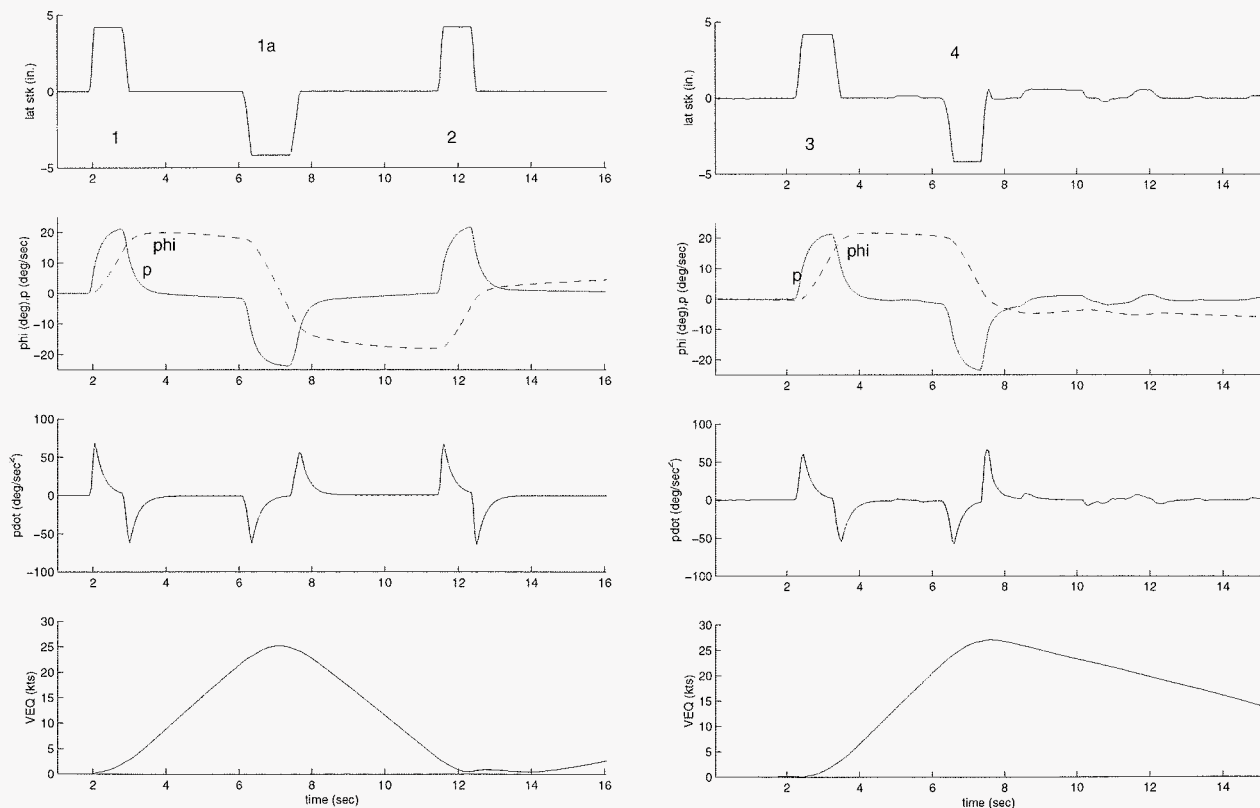 5
0
−5
lat stk (in.)
1a
1
2
2 4 6 8 10 12 14 16
20
10
0
−10
−20
phi (deg),p (deg/sec)
phi
p
2 4 6 8 10 12 14 16
100
50
0
−50
−100
pdot (deg/sec²)
2 4 6 8 10 12 14 16
30
25
20
15
10
5
0
VEQ (kts)
2 4 6 8 10 12 14 16
time (sec)
5
0
−5
lat stk (in.)
4
3
2 4 6 8 10 12 14
20
10
0
−10
−20
phi (deg),p (deg/sec)
p
phi
2 4 6 8 10 12 14
100
50
0
−50
−100
pdot (deg/sec²)
2 4 6 8 10 12 14
30
25
20
15
10
5
0
VEQ (kts)
2 4 6 8 10 12 14
time (sec)